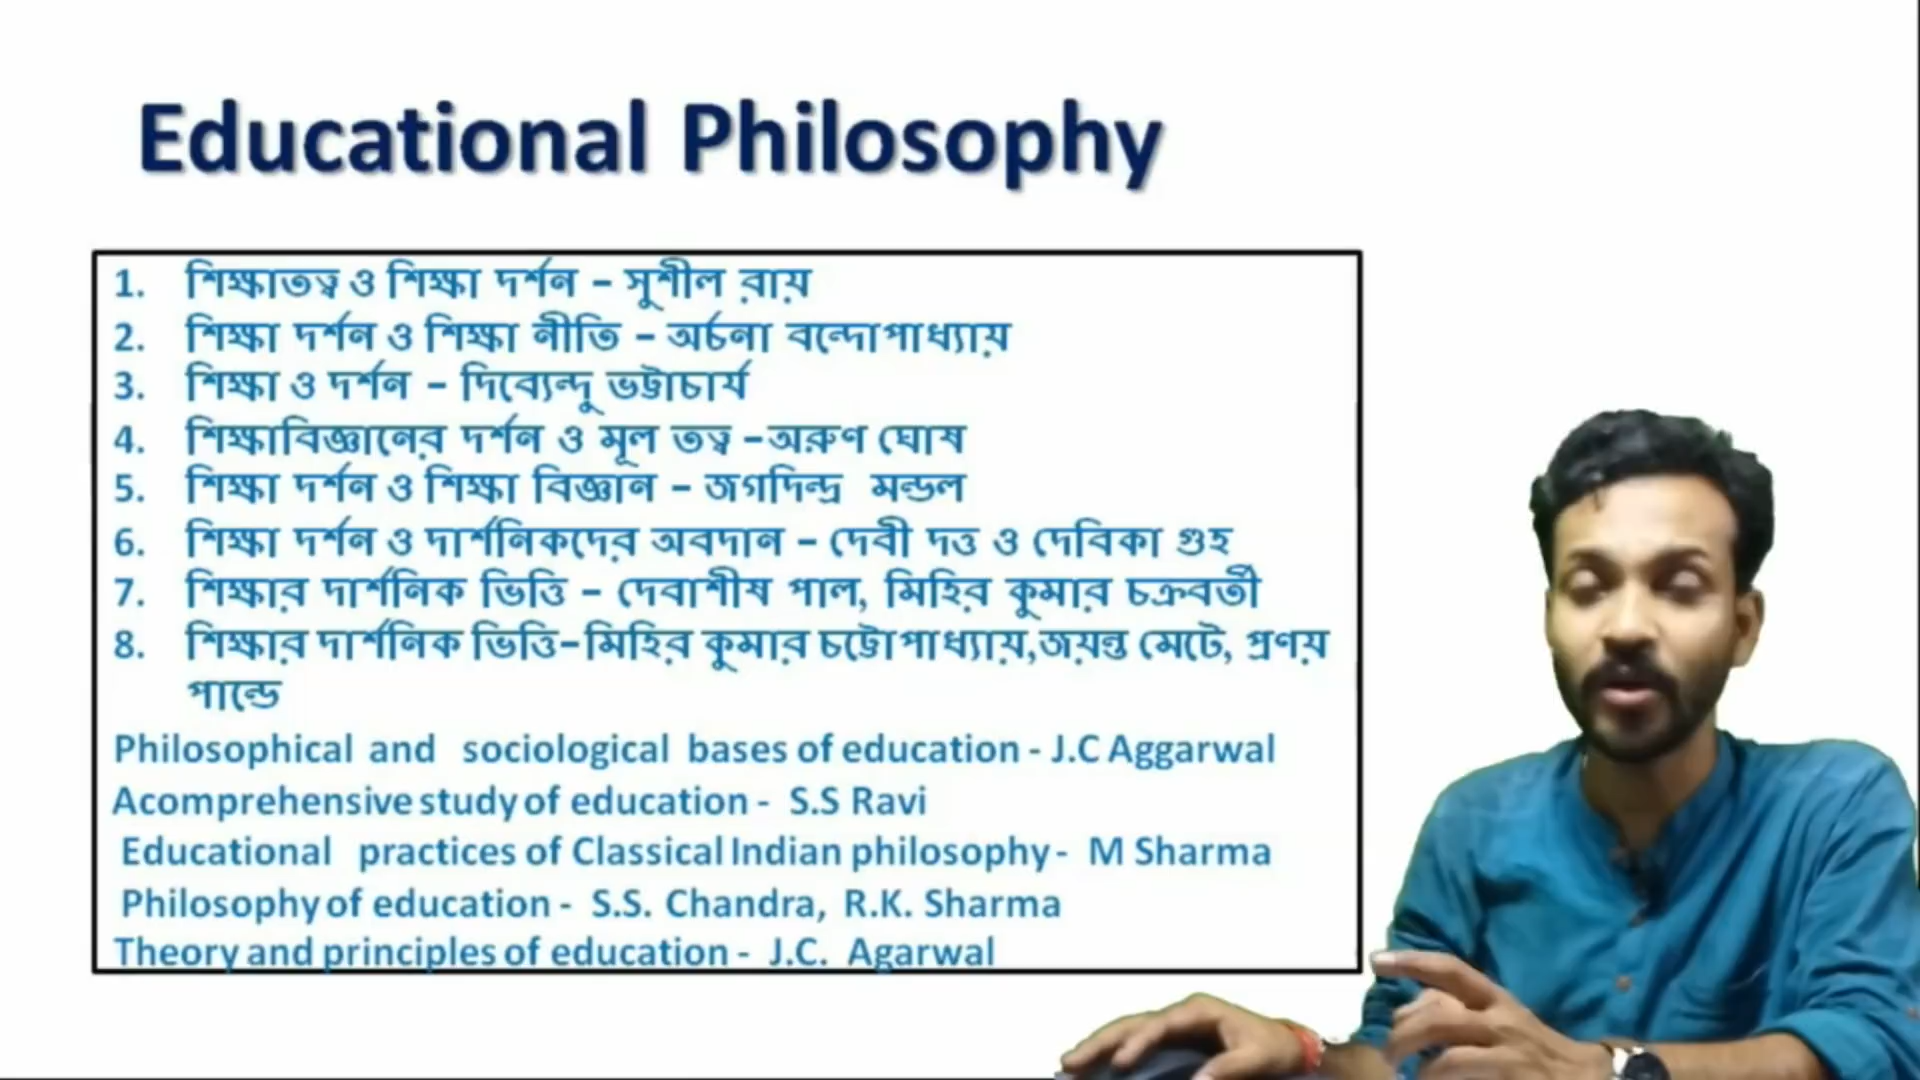 Educational Philosophy
1. শিক্ষাতত্ত্ব ও শিক্ষা দর্শন – সুশীল রায়
2. শিক্ষা দর্শন ও শিক্ষা নীতি – অর্চনা বন্দোপাধ্যায়
3. শিক্ষা ও দর্শন – দিব্যেন্দু ভট্টাচার্য
4. শিক্ষাবিজ্ঞানের দর্শন ও মূল তত্ত্ব –অরুণ ঘোষ
5. শিক্ষা দর্শন ও শিক্ষা বিজ্ঞান – জগদিন্দ্র মন্ডল
6. শিক্ষা দর্শন ও দার্শনিকদের অবদান – দেবী দত্ত ও দেবিকা গুহ
7. শিক্ষার দার্শনিক ভিত্তি – দেবাশীষ পাল, মিহির কুমার চক্রবর্তী
8. শিক্ষার দার্শনিক ভিত্তি–মিহির কুমার চট্টোপাধ্যায়,জয়ন্ত মেটে, প্রণয়
পান্ডে
Philosophical and sociological bases of education - J.C Aggarwal
Acomprehensive study of education - S.S Ravi
Educational practices of Classical Indian philosophy - M Sharma
Philosophy of education - S.S. Chandra, R.K. Sharma
Theory and principles of education - J.C. Agarwal